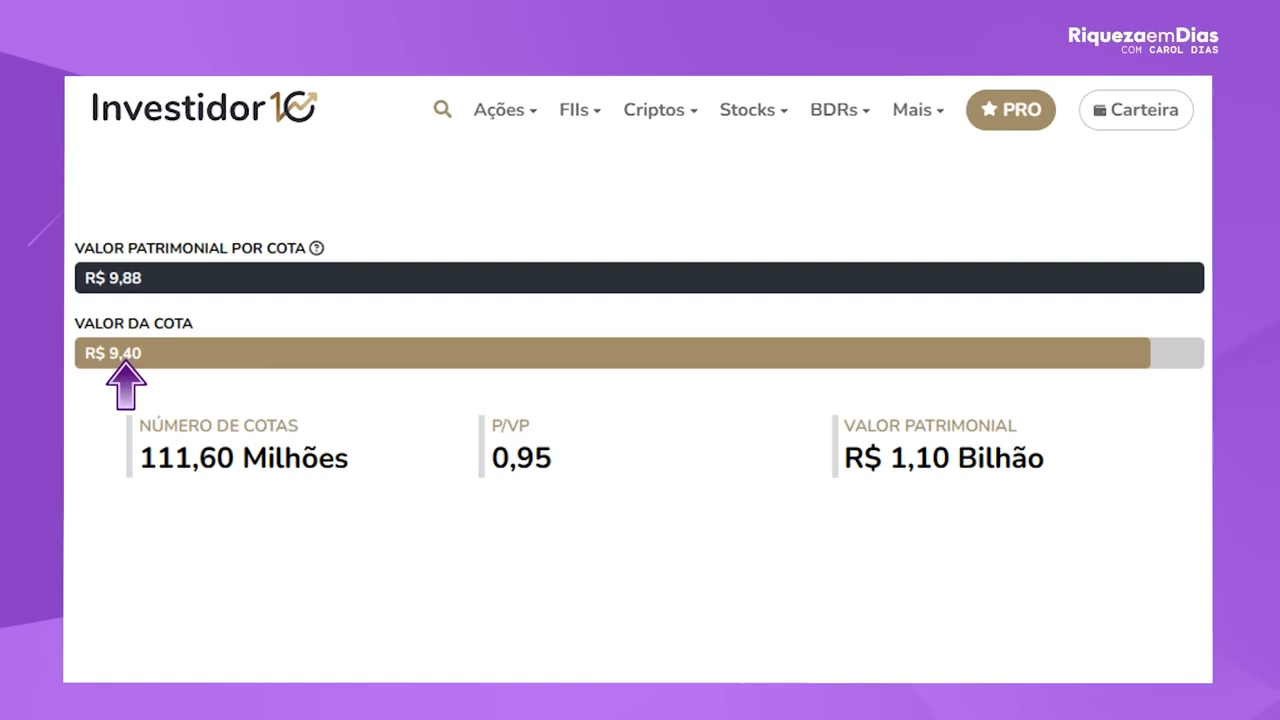 RiquezaemDias
COM CAROL DIAS
Investidor10
Ações
FIIs
Criptos
Stocks
BDRs
Mais
PRO
Carteira
VALOR PATRIMONIAL POR COTA ?
R$ 9,88
VALOR DA COTA
R$ 9,40
NÚMERO DE COTAS
111,60 Milhões
P/VP
0,95
VALOR PATRIMONIAL
R$ 1,10 Bilhão